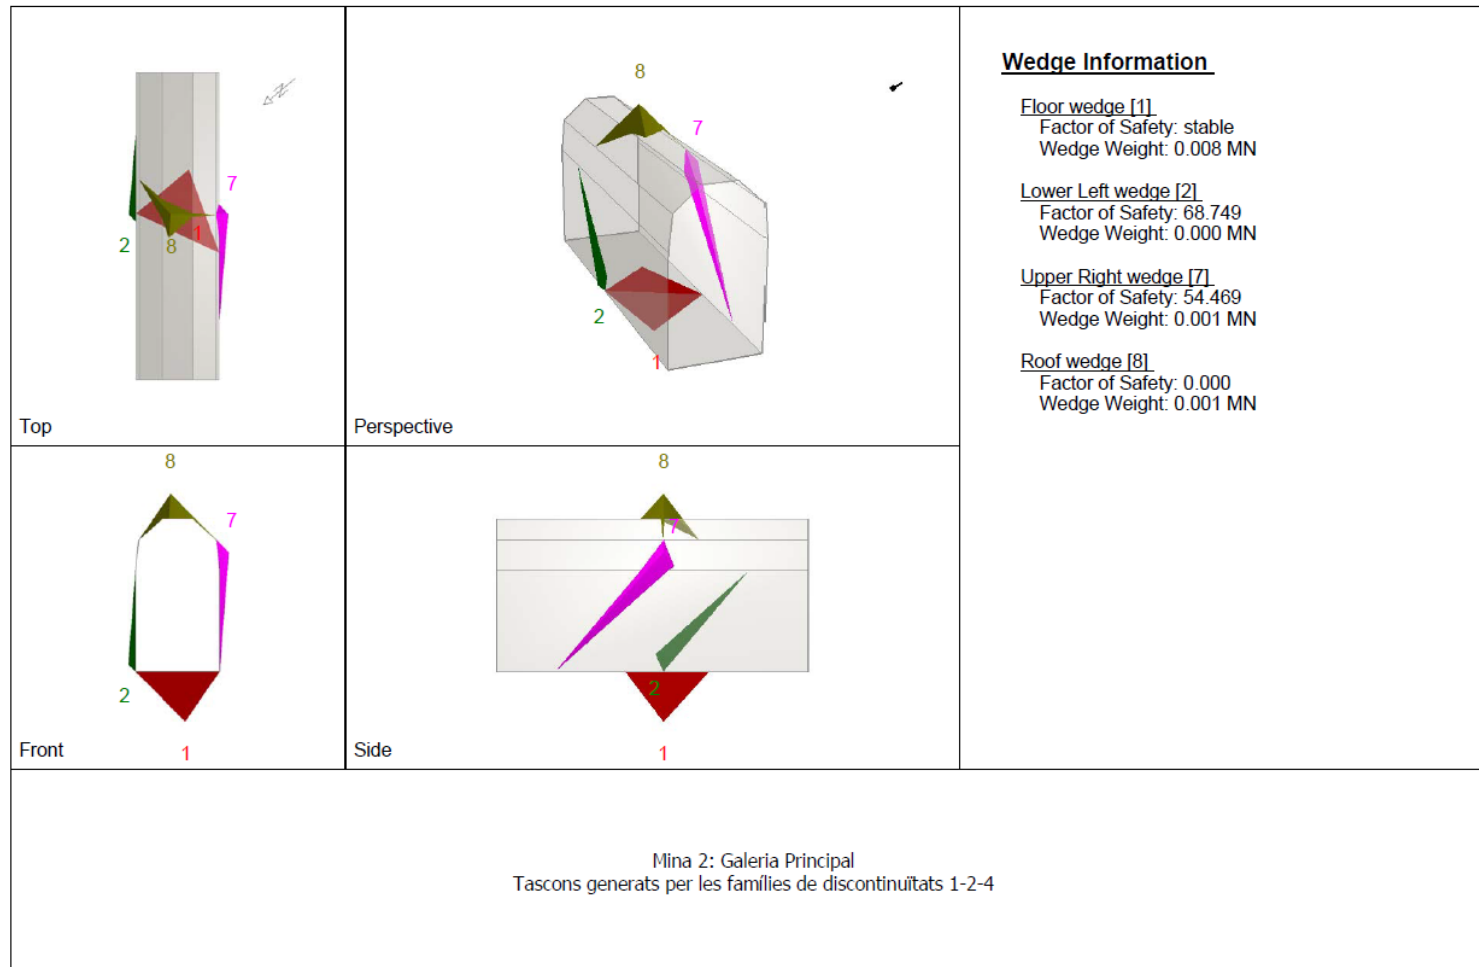 8
7
2
8
1
Top
8
7
2
1
Perspective
Wedge Information
Floor wedge [1]
Factor of Safety: stable
Wedge Weight: 0.008 MN
Lower Left wedge [2]
Factor of Safety: 68.749
Wedge Weight: 0.000 MN
Upper Right wedge [7]
Factor of Safety: 54.469
Wedge Weight: 0.001 MN
Roof wedge [8]
Factor of Safety: 0.000
Wedge Weight: 0.001 MN
8
7
2
1
Front
8
7
2
1
Side
Mina 2: Galeria Principal
Tascons generats per les famílies de discontinuïtats 1-2-4